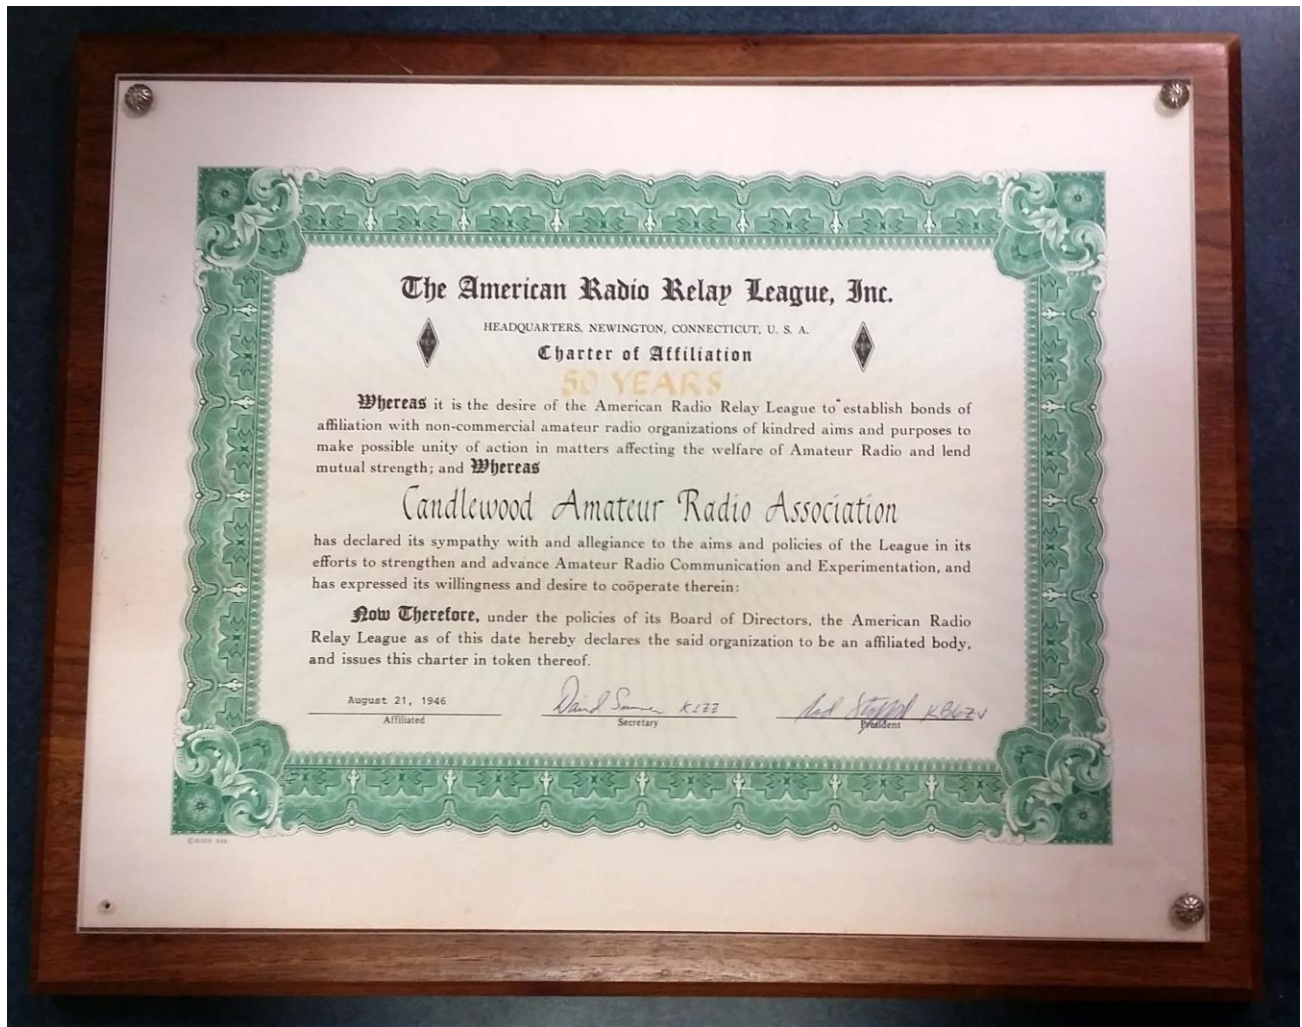 The American Radio Relay League, Inc.
HEADQUARTERS, NEWINGTON, CONNECTICUT, U. S. A.
Charter of Affiliation
50 YEARS
Whereas it is the desire of the American Radio Relay League to establish bonds of
affiliation with non-commercial amateur radio organizations of kindred aims and purposes to
make possible unity of action in matters affecting the welfare of Amateur Radio and lend
mutual strength; and Whereas
Candlewood Amateur Radio Association
has declared its sympathy with and allegiance to the aims and policies of the League in its
efforts to strengthen and advance Amateur Radio Communication and Experimentation, and
has expressed its willingness and desire to coöperate therein:
Now Therefore, under the policies of its Board of Directors, the American Radio
Relay League as of this date hereby declares the said organization to be an affiliated body,
and issues this charter in token thereof.
August 21, 1946 David Sumner K1ZZ Rod Stafford KB6ZV
Affiliated Secretary President